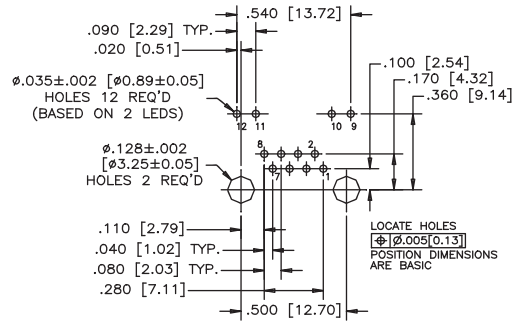 .540 [13.72]
.090 [2.29] TYP.
.020 [0.51]
.100 [2.54]
.170 [4.32]
.360 [9.14]
Ø.035±.002 [Ø0.89±0.05]
HOLES 12 REQ'D
(BASED ON 2 LEDS)
12 11 10 9
8 2
7 1
Ø.128±.002
[Ø3.25±0.05]
HOLES 2 REQ'D
.110 [2.79]
.040 [1.02] TYP.
.080 [2.03] TYP.
.280 [7.11]
.500 [12.70]
LOCATE HOLES
⌖ Ø.005[0.13]
POSITION DIMENSIONS
ARE BASIC